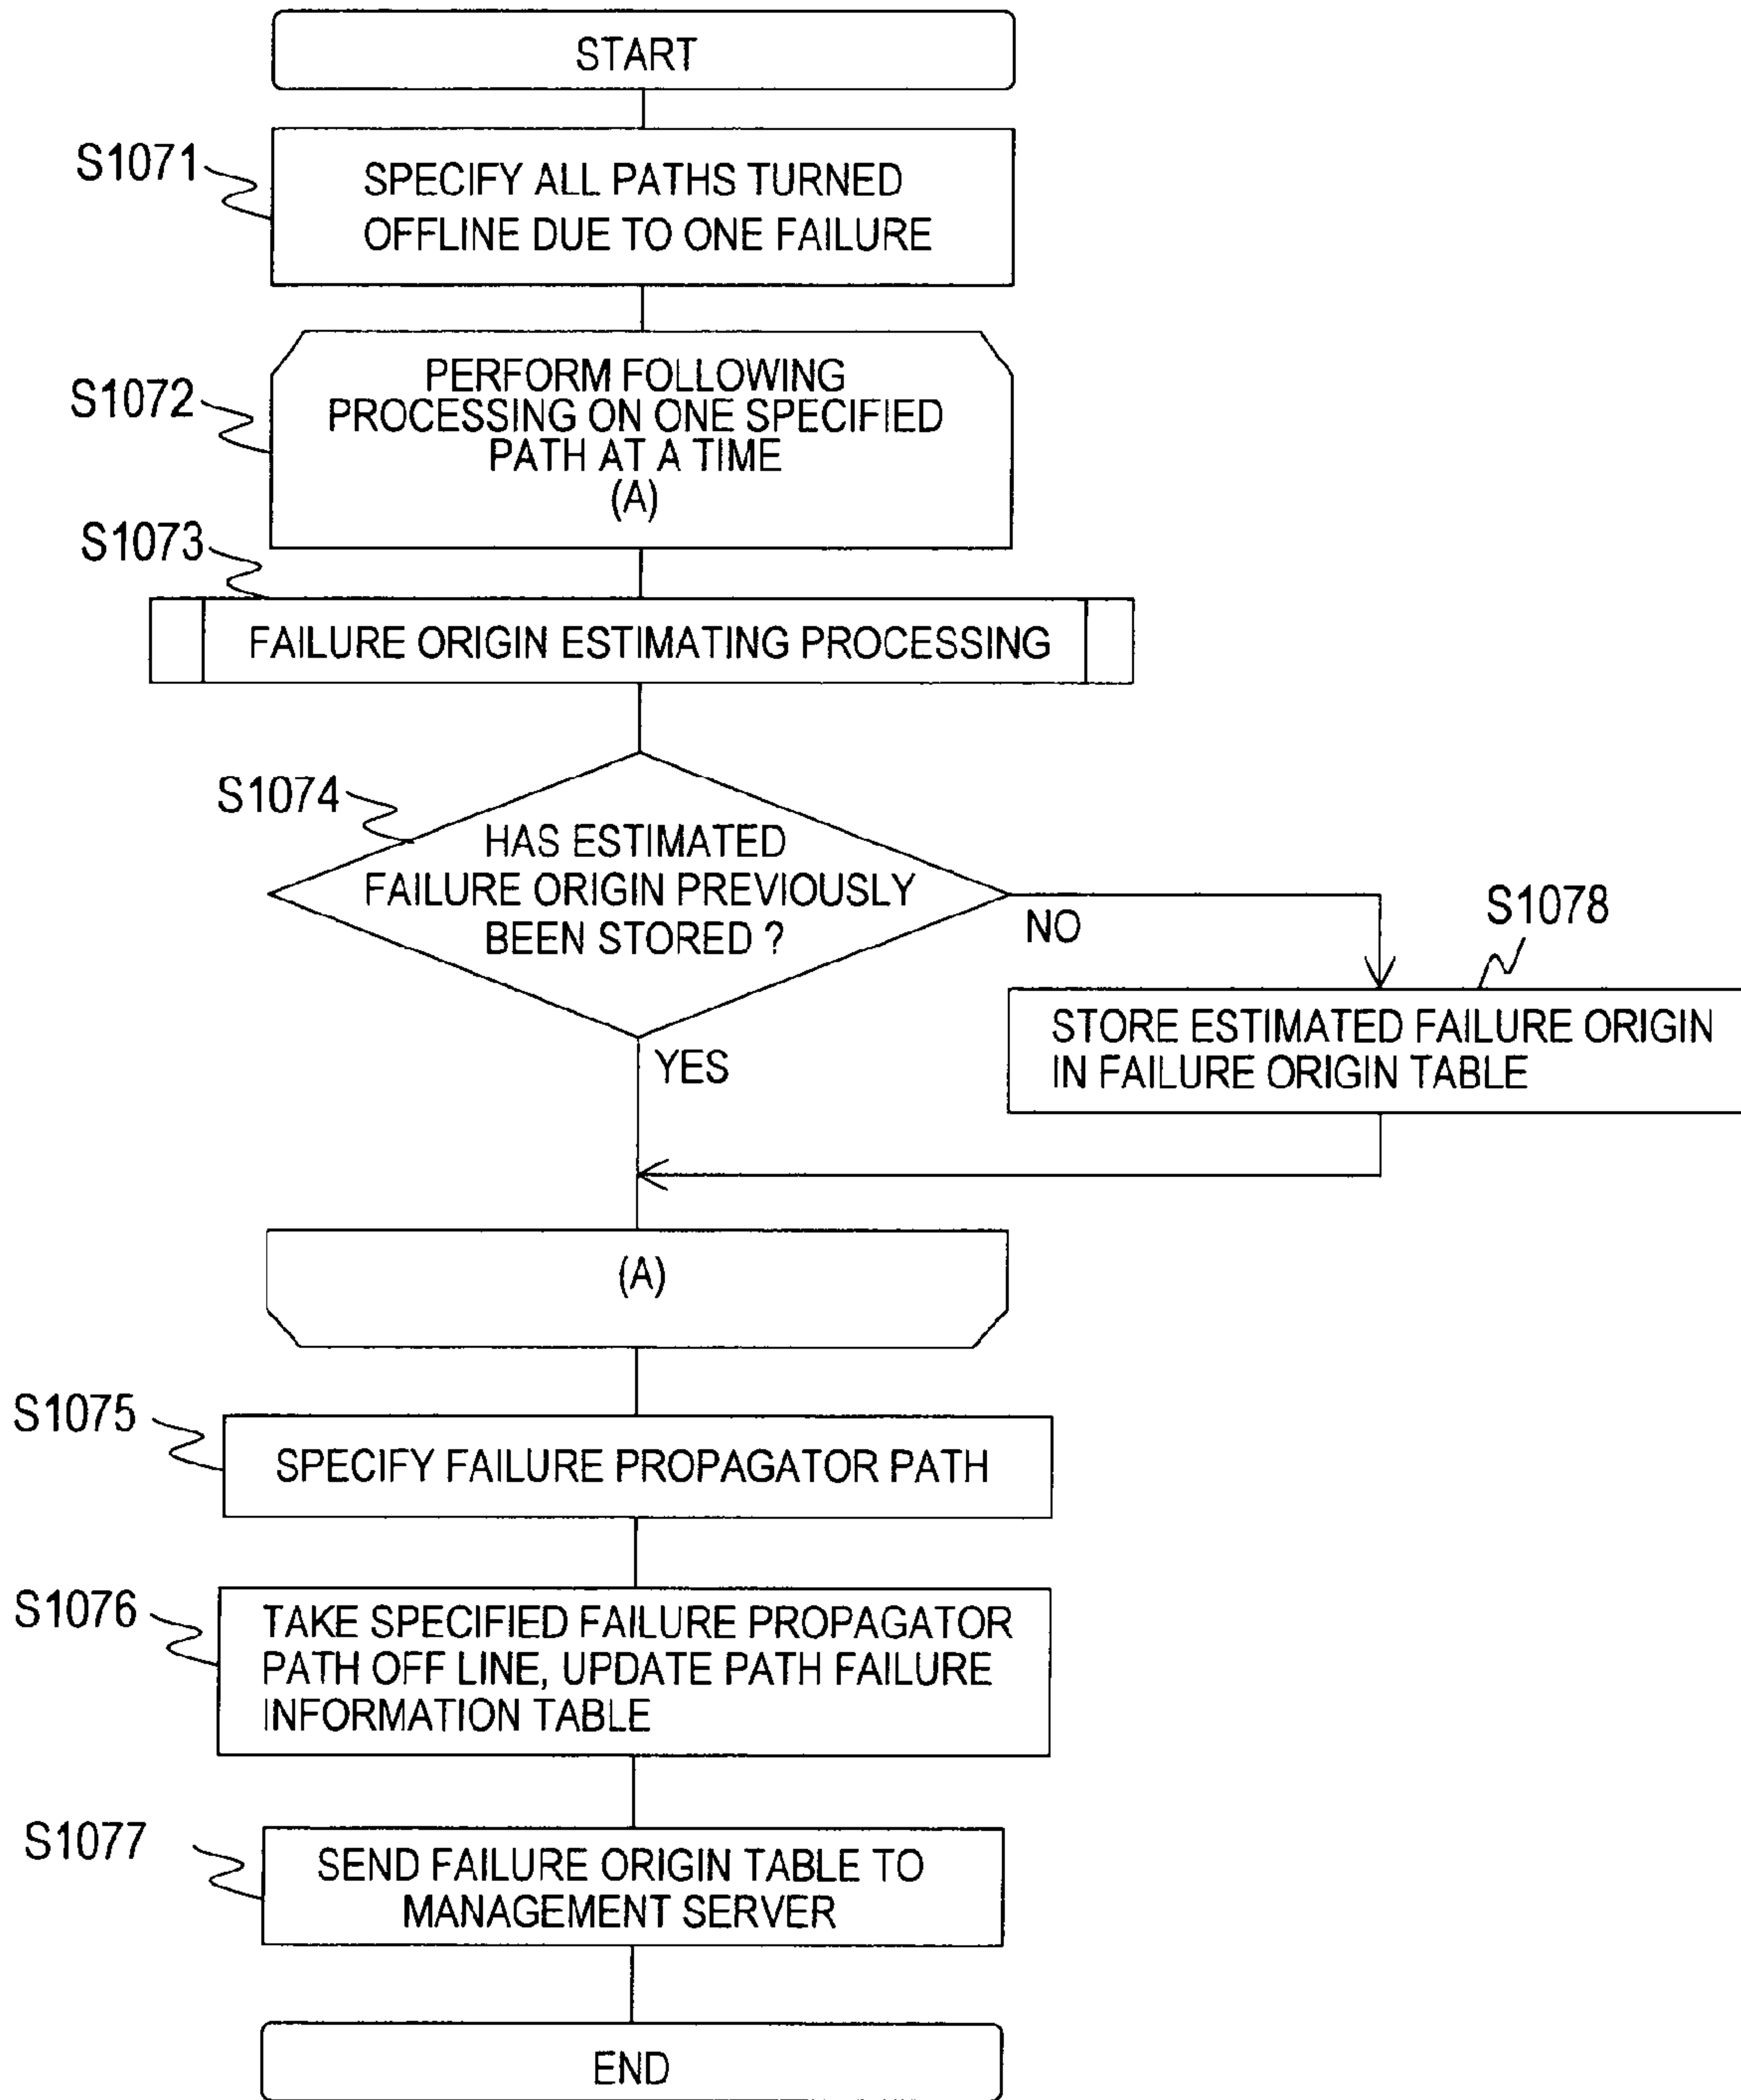 START
S1071
SPECIFY ALL PATHS TURNED
OFFLINE DUE TO ONE FAILURE
S1072
PERFORM FOLLOWING
PROCESSING ON ONE SPECIFIED
PATH AT A TIME
(A)
S1073
FAILURE ORIGIN ESTIMATING PROCESSING
S1074
HAS ESTIMATED
FAILURE ORIGIN PREVIOUSLY
BEEN STORED ?
NO
S1078
STORE ESTIMATED FAILURE ORIGIN
IN FAILURE ORIGIN TABLE
YES
(A)
S1075
SPECIFY FAILURE PROPAGATOR PATH
S1076
TAKE SPECIFIED FAILURE PROPAGATOR
PATH OFF LINE, UPDATE PATH FAILURE
INFORMATION TABLE
S1077
SEND FAILURE ORIGIN TABLE TO
MANAGEMENT SERVER
END